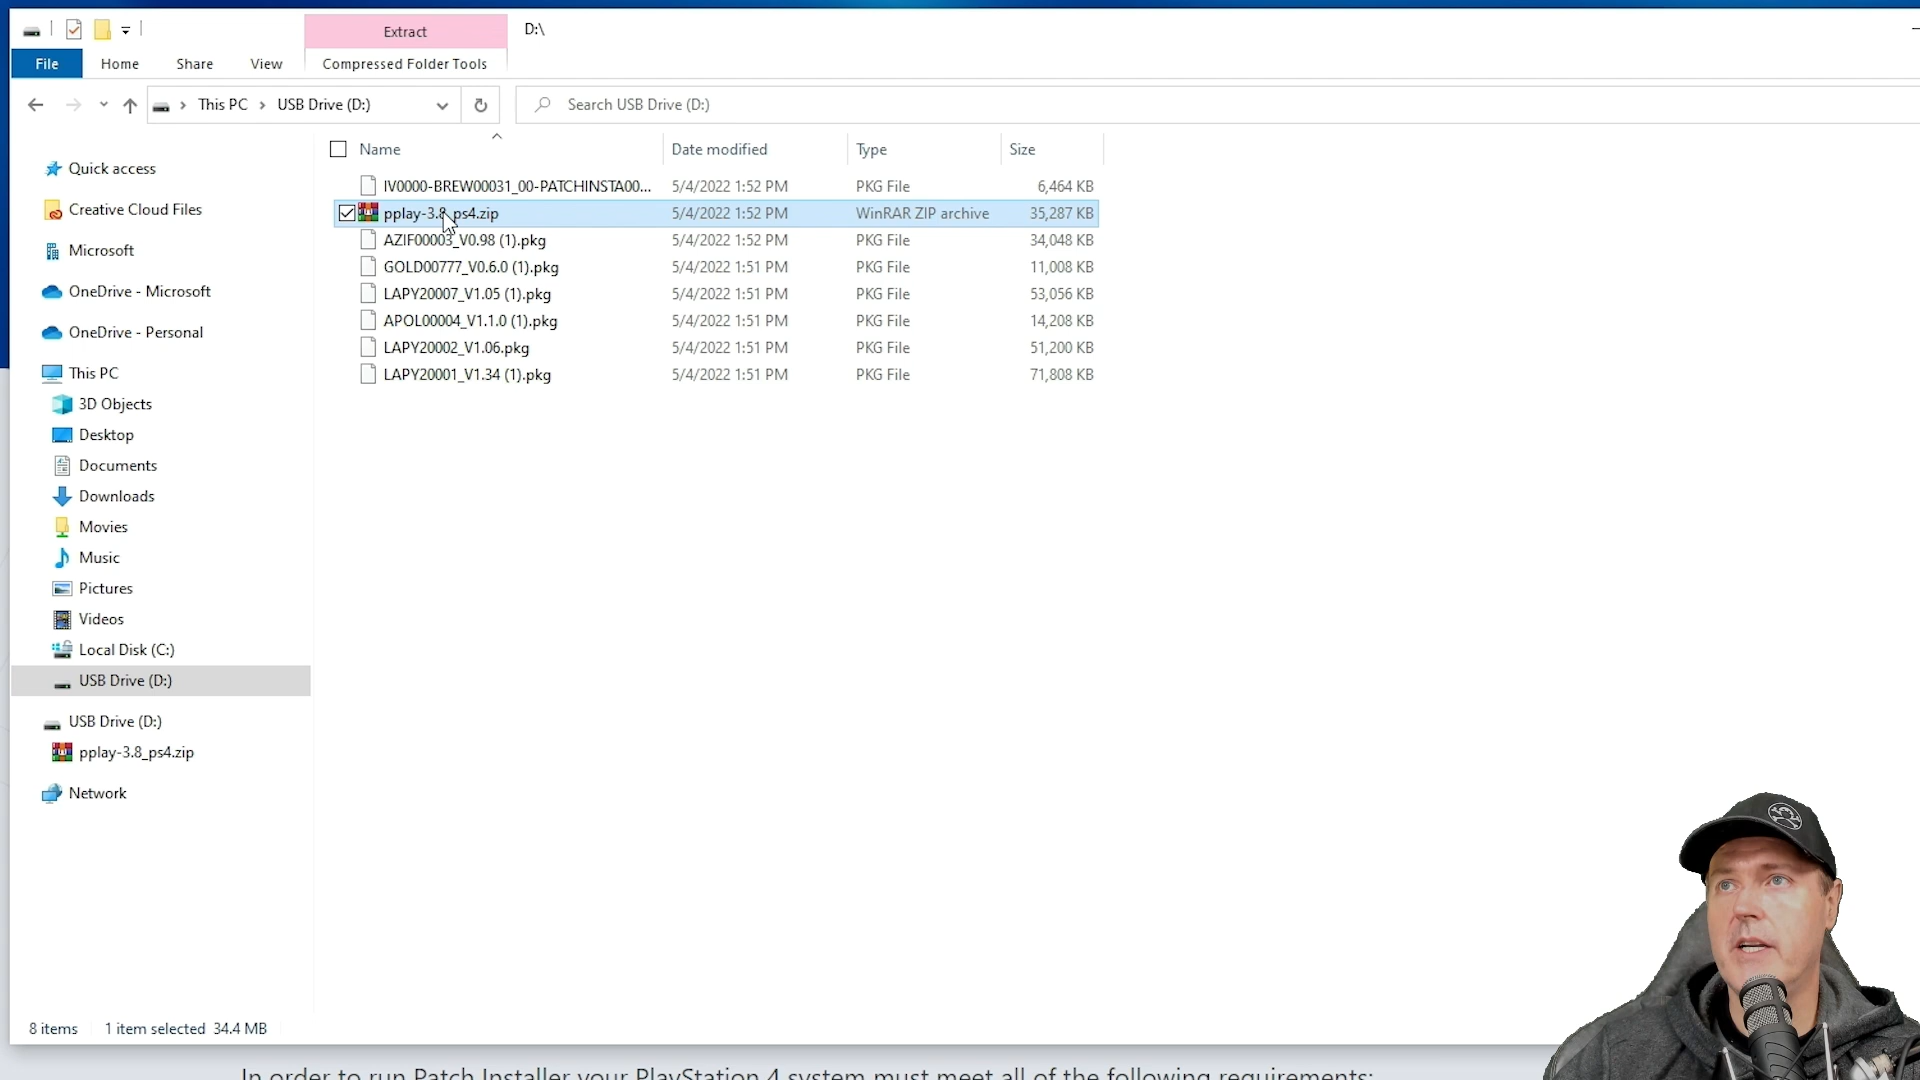 Extract
D:\
File
Home
Share
View
Compressed Folder Tools
This PC
USB Drive (D:)
Search USB Drive (D:)
Name
Date modified
Type
Size
IV0000-BREW00031_00-PATCHINSTA00... 5/4/2022 1:52 PM PKG File 6,464 KB
pplay-3.8_ps4.zip 5/4/2022 1:52 PM WinRAR ZIP archive 35,287 KB
AZIF00003_V0.98 (1).pkg 5/4/2022 1:52 PM PKG File 34,048 KB
GOLD00777_V0.6.0 (1).pkg 5/4/2022 1:51 PM PKG File 11,008 KB
LAPY20007_V1.05 (1).pkg 5/4/2022 1:51 PM PKG File 53,056 KB
APOL00004_V1.1.0 (1).pkg 5/4/2022 1:51 PM PKG File 14,208 KB
LAPY20002_V1.06.pkg 5/4/2022 1:51 PM PKG File 51,200 KB
LAPY20001_V1.34 (1).pkg 5/4/2022 1:51 PM PKG File 71,808 KB
Quick access
Creative Cloud Files
Microsoft
OneDrive - Microsoft
OneDrive - Personal
This PC
3D Objects
Desktop
Documents
Downloads
Movies
Music
Pictures
Videos
Local Disk (C:)
USB Drive (D:)
USB Drive (D:)
pplay-3.8_ps4.zip
Network
8 items
1 item selected 34.4 MB
In order to run Patch Installer your PlayStation 4 system must meet all of the following requirements: